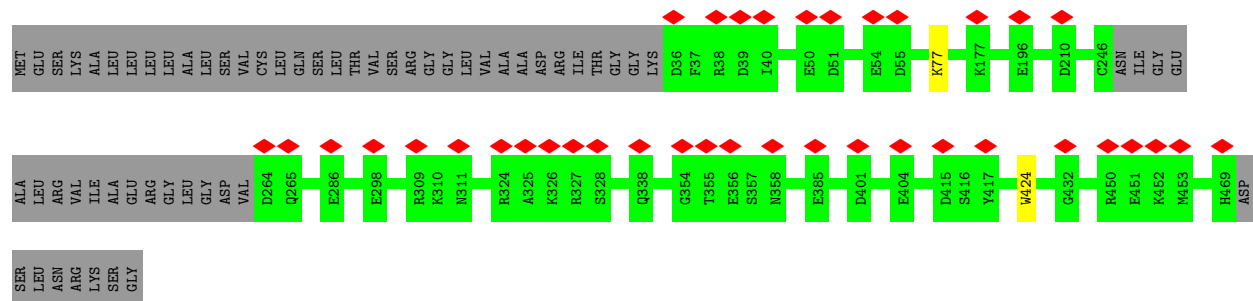 MET GLU SER LYS ALA LEU LEU LEU LEU LEU ALA LEU SER VAL CYS LEU GLN SER LEU THR VAL SER ARG GLY GLY LEU VAL ALA ALA ASP ARG ILE THR GLY GLY LYS D36 F37 R38 D39 I40 E50 D51 E54 D55 K77 K177 E196 D210 C246 ASN ILE GLY GLU
ALA LEU ARG VAL ILE ALA GLU ARG GLY LEU GLY ASP VAL D264 Q265 E286 E298 R309 K310 N311 R324 A325 K326 R327 S328 Q338 G354 T355 E356 S357 N358 E385 D401 E404 D415 S416 Y417 W424 G432 R450 E451 K452 M453 H469 ASP
SER LEU ASN ARG LYS SER GLY